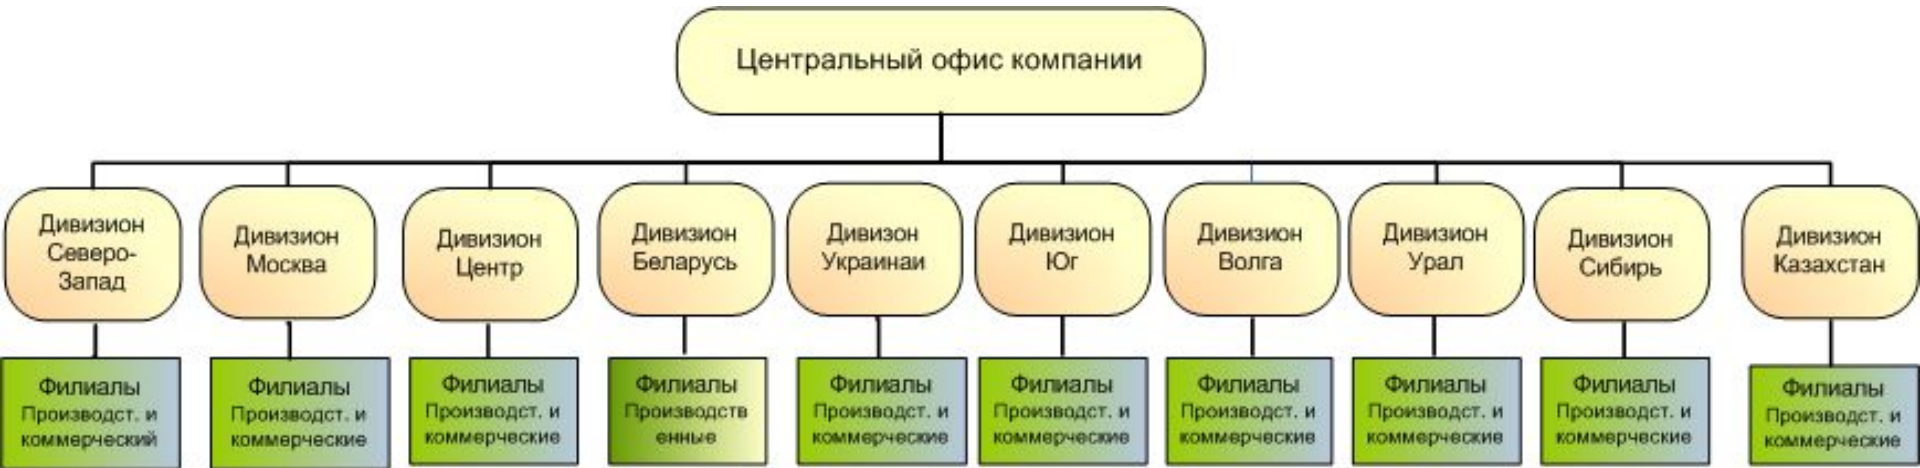 Центральный офис компании
Дивизион
Северо-
Запад
Дивизион
Москва
Дивизион
Центр
Дивизион
Беларусь
Дивизон
Украинаи
Дивизион
Юг
Дивизион
Волга
Дивизион
Урал
Дивизион
Сибирь
Дивизион
Казахстан
Филиалы
Производст. и
коммерческий
Филиалы
Производст. и
коммерческие
Филиалы
Производст. и
коммерческие
Филиалы
Производств
енные
Филиалы
Производст. и
коммерческие
Филиалы
Производст. и
коммерческие
Филиалы
Производст. и
коммерческие
Филиалы
Производст. и
коммерческие
Филиалы
Производст. и
коммерческие
Филиалы
Производст. и
коммерческие